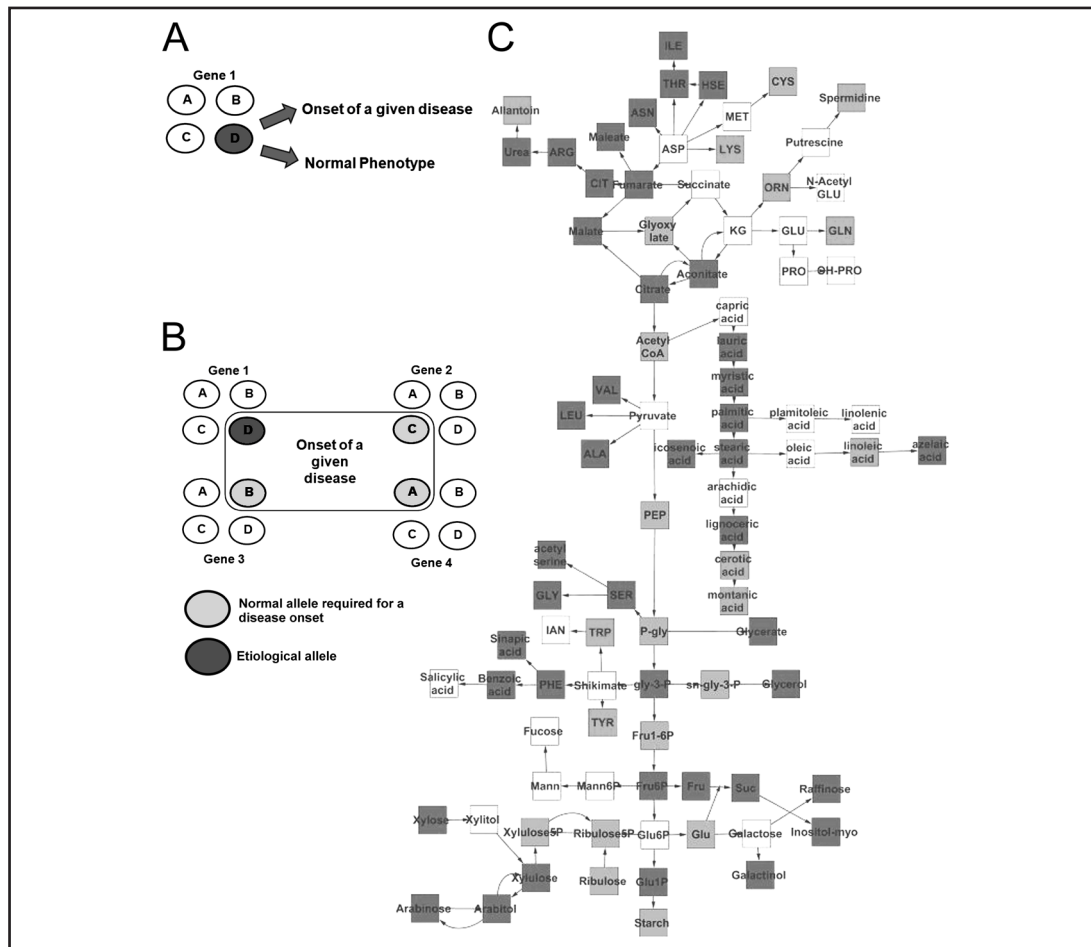 A
Gene 1
A B
C D
Onset of a given disease
Normal Phenotype
B
Gene 1
Gene 2
A B
A B
C D
C D
Onset of
a given
disease
A B
A B
C D
C D
Gene 3
Gene 4
Normal allele required for a
disease onset
Etiological allele
C
ILE
THR
HSE
CYS
Allantoin
ASN
MET
Spermidine
Urea
ARG
Maleate
ASP
LYS
Putrescine
CIT
Fumarate
Succinate
ORN
N-Acetyl
GLU
Malate
Glyoxy
late
KG
GLU
GLN
Citrate
Aconitate
PRO
OH-PRO
capric
acid
Acetyl
CoA
lauric
acid
VAL
myristic
acid
LEU
Pyruvate
palmitic
acid
plamitoleic
acid
linolenic
acid
ALA
icosenoic
acid
stearic
acid
oleic
acid
linoleic
acid
azelaic
acid
arachidic
acid
PEP
lignoceric
acid
acetyl
serine
cerotic
acid
GLY
SER
montanic
acid
IAN
TRP
P-gly
Glycerate
Sinapic
acid
Salicylic
acid
Benzoic
acid
PHE
Shikimate
gly-3-P
sn-gly-3-P
Glycerol
TYR
Fru1-6P
Fucose
Mann
Mann6P
Fru6P
Fru
Suc
Raffinose
Xylose
Xylitol
Xylulose5P
Ribulose5P
Glu6P
Glu
Galactose
Inositol-myo
Xylulose
Ribulose
Glu1P
Galactinol
Arabinose
Arabitol
Starch